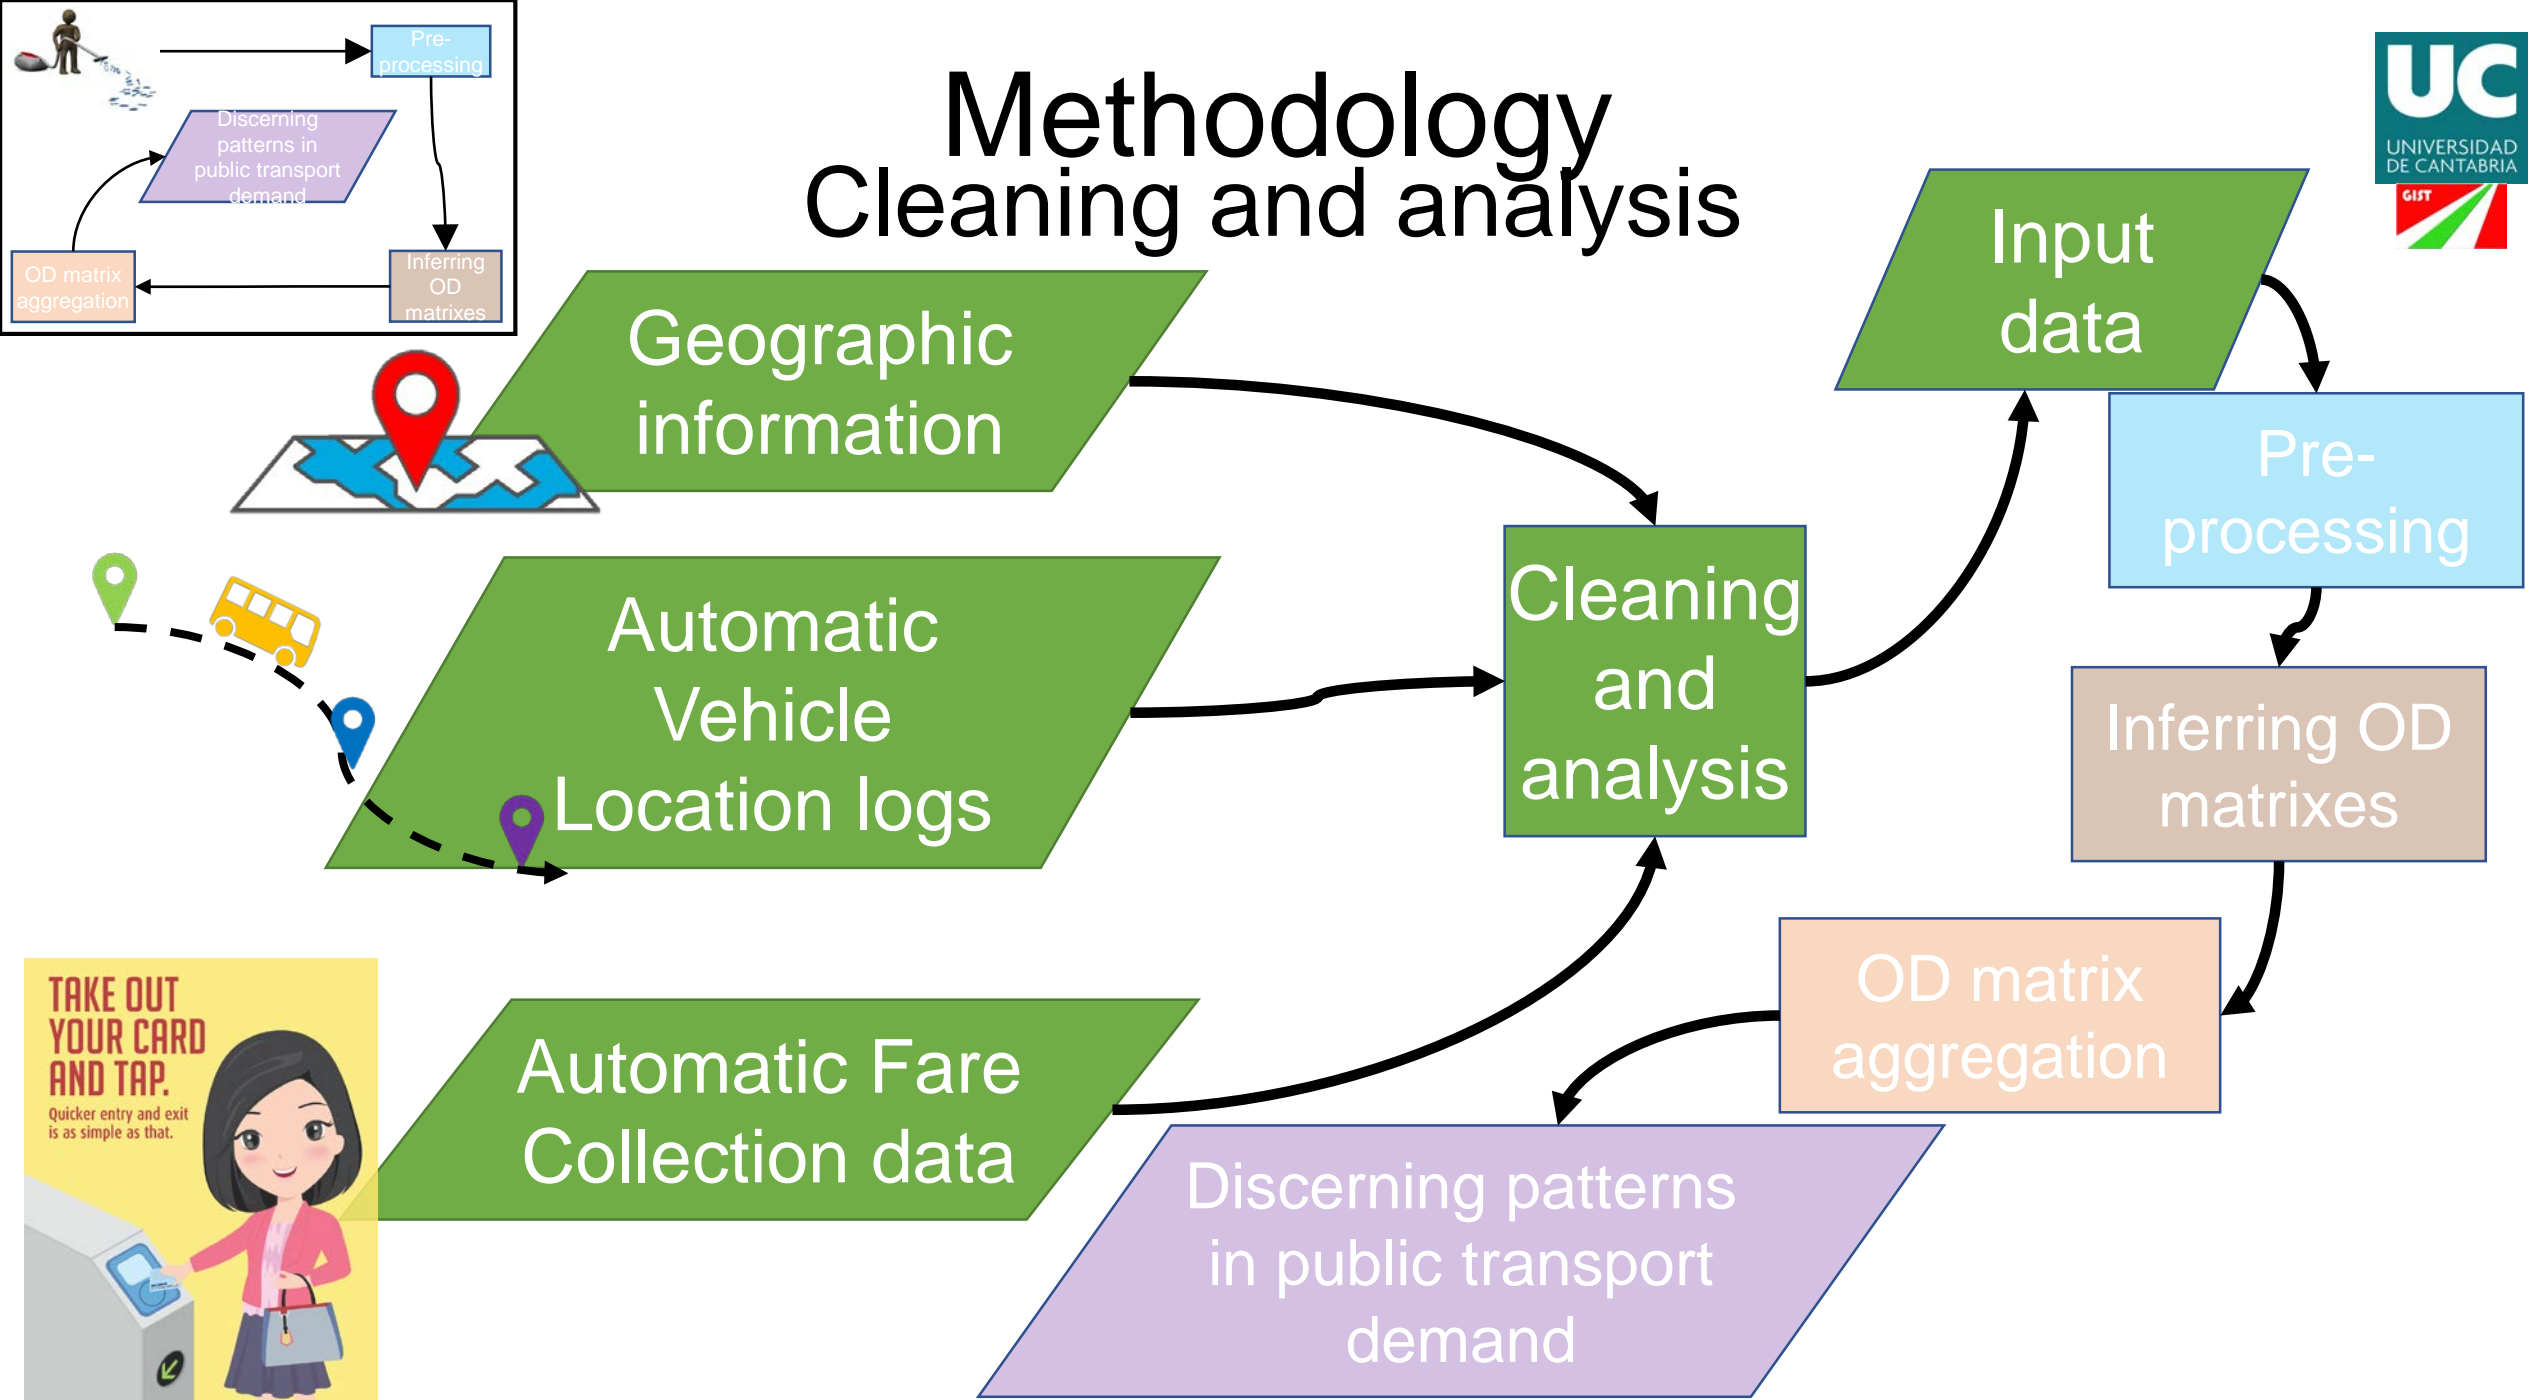 Pre-
processing
Discerning
patterns in
public transport
demand
OD matrix
aggregation
Inferring
OD
matrixes
Methodology
Cleaning and analysis
UC
UNIVERSIDAD
DE CANTABRIA
GIST
Geographic
information
Automatic
Vehicle
Location logs
TAKE OUT
YOUR CARD
AND TAP.
Quicker entry and exit
is as simple as that.
Automatic Fare
Collection data
Cleaning
and
analysis
Input
data
Pre-
processing
Inferring OD
matrixes
OD matrix
aggregation
Discerning patterns
in public transport
demand